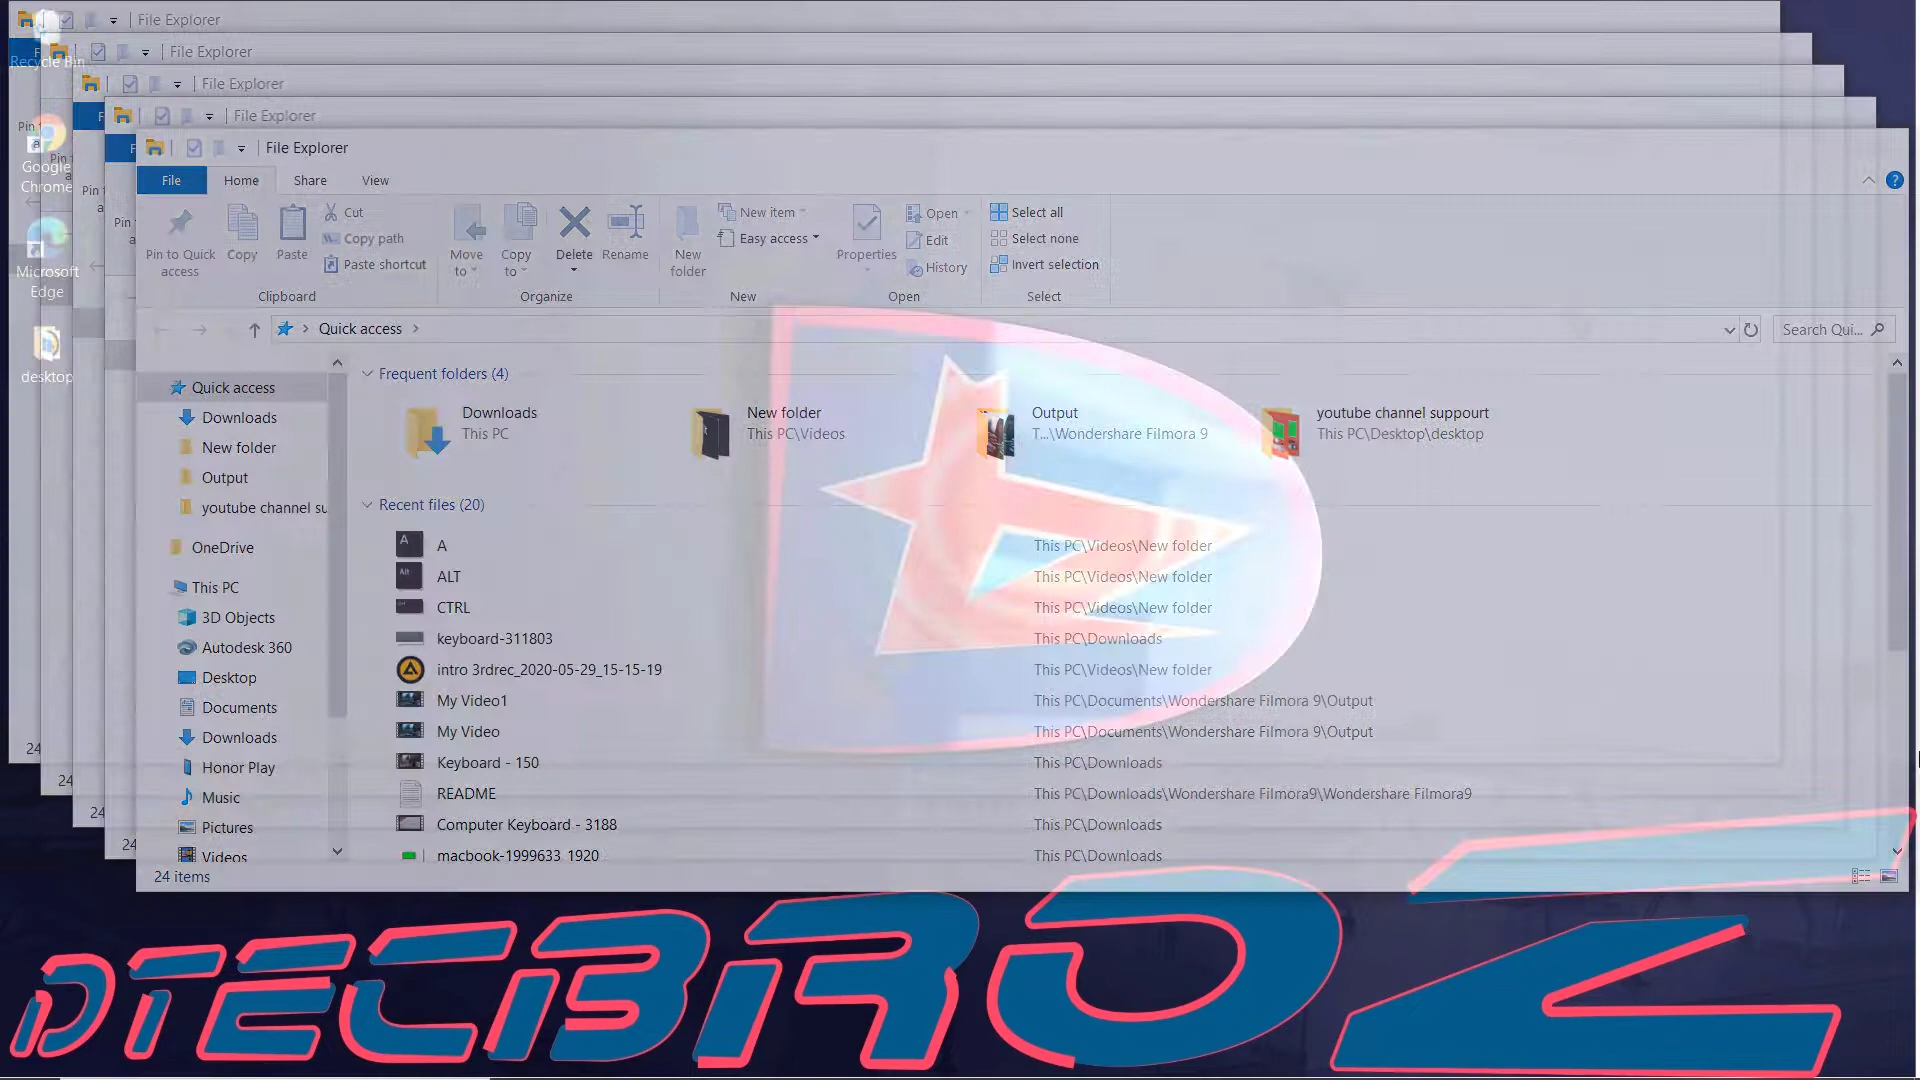 File Explorer
File Explorer
File Explorer
File Explorer
File Explorer
Recycle Bin
Google
Chrome
Microsoft
Edge
desktop
File
Home
Share
View
Pin to Quick
access
Copy
Paste
Cut
Copy path
Paste shortcut
Clipboard
Move
to
Copy
to
Delete
Rename
Organize
New
folder
New item
Easy access
New
Properties
Open
Edit
History
Open
Select all
Select none
Invert selection
Select
Quick access
Search Qui...
Quick access
Downloads
New folder
Output
youtube channel su
OneDrive
This PC
3D Objects
Autodesk 360
Desktop
Documents
Downloads
Honor Play
Music
Pictures
Videos
Frequent folders (4)
Downloads
This PC
New folder
This PC\Videos
Output
T...\Wondershare Filmora 9
youtube channel suppourt
This PC\Desktop\desktop
Recent files (20)
A This PC\Videos\New folder
ALT This PC\Videos\New folder
CTRL This PC\Videos\New folder
keyboard-311803 This PC\Downloads
intro 3rdrec_2020-05-29_15-15-19 This PC\Videos\New folder
My Video1 This PC\Documents\Wondershare Filmora 9\Output
My Video This PC\Documents\Wondershare Filmora 9\Output
Keyboard - 150 This PC\Downloads
README This PC\Downloads\Wondershare Filmora9\Wondershare Filmora9
Computer Keyboard - 3188 This PC\Downloads
macbook-1999633 1920 This PC\Downloads
24 items
24
24
24
24
DTECBROZ